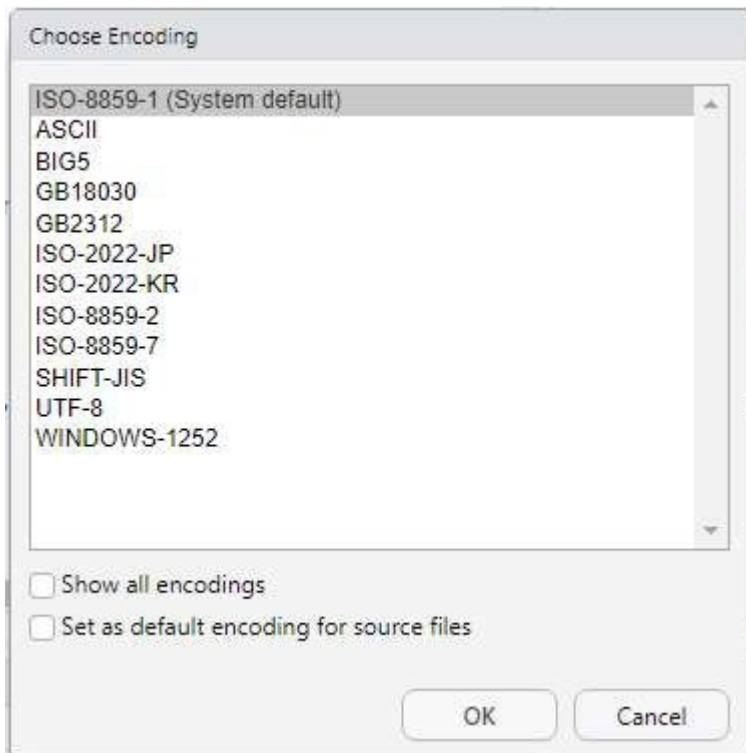 Choose Encoding
ISO-8859-1 (System default)
ASCII
BIG5
GB18030
GB2312
ISO-2022-JP
ISO-2022-KR
ISO-8859-2
ISO-8859-7
SHIFT-JIS
UTF-8
WINDOWS-1252
Show all encodings
Set as default encoding for source files
OK Cancel